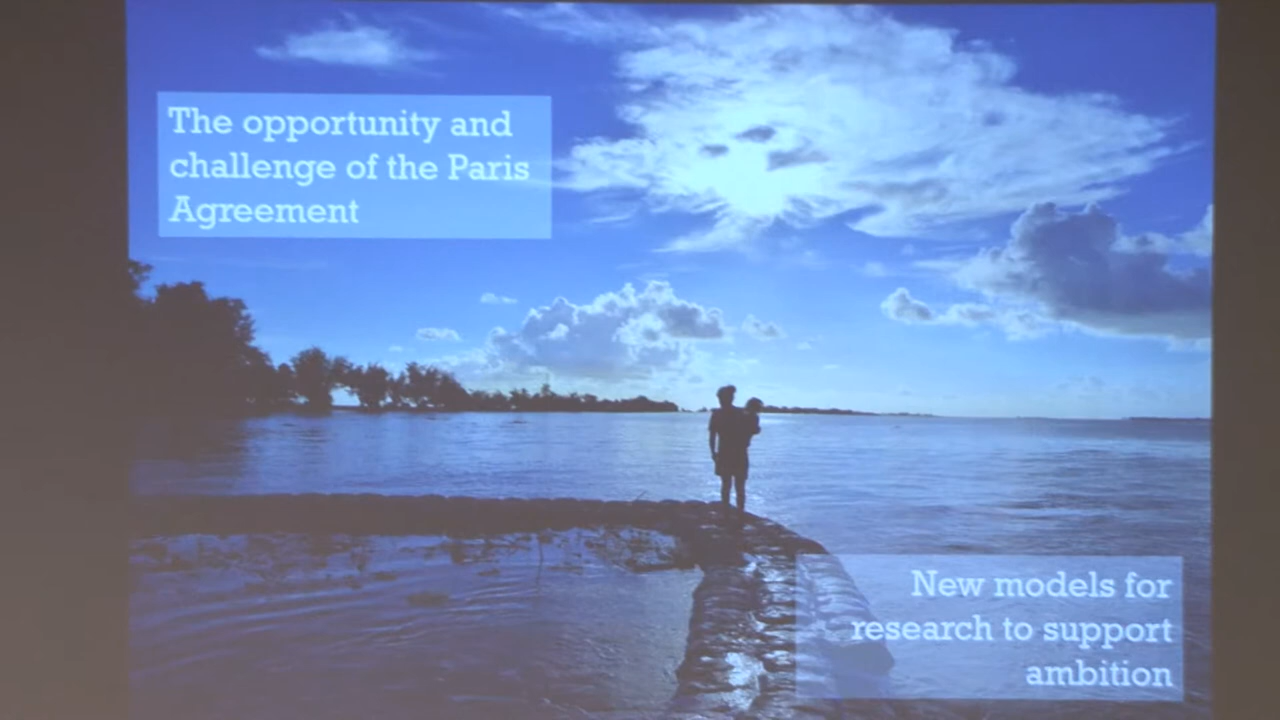 The opportunity and
challenge of the Paris
Agreement
New models for
research to support
ambition